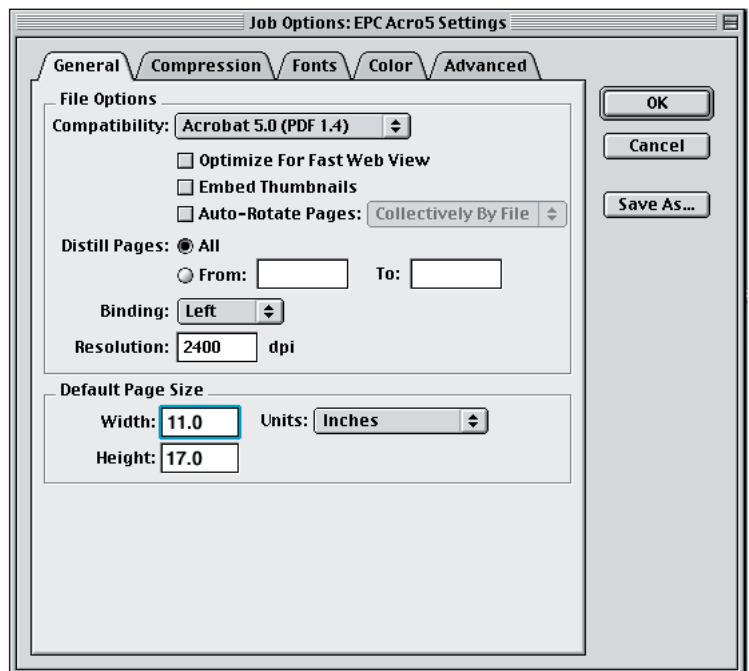 Job Options: EPC Acro5 Settings
General Compression Fonts Color Advanced
File Options
Compatibility: Acrobat 5.0 (PDF 1.4)
Optimize For Fast Web View
Embed Thumbnails
Auto-Rotate Pages: Collectively By File
Distill Pages: All
From: To:
Binding: Left
Resolution: 2400 dpi
Default Page Size
Width: 11.0 Units: Inches
Height: 17.0
OK
Cancel
Save As...